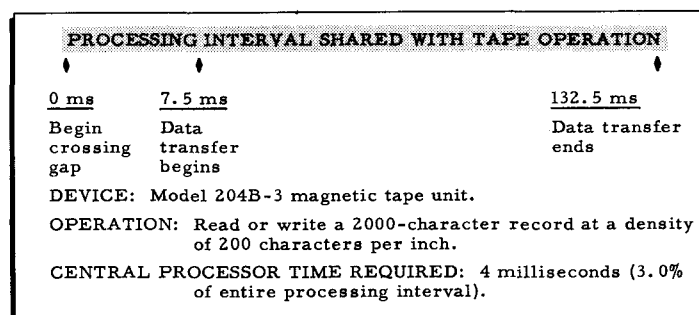 PROCESSING INTERVAL SHARED WITH TAPE OPERATION
0 ms 7.5 ms 132.5 ms
Begin Data Data transfer
crossing transfer ends
gap begins
DEVICE: Model 204B-3 magnetic tape unit.
OPERATION: Read or write a 2000-character record at a density
of 200 characters per inch.
CENTRAL PROCESSOR TIME REQUIRED: 4 milliseconds (3.0%
of entire processing interval).